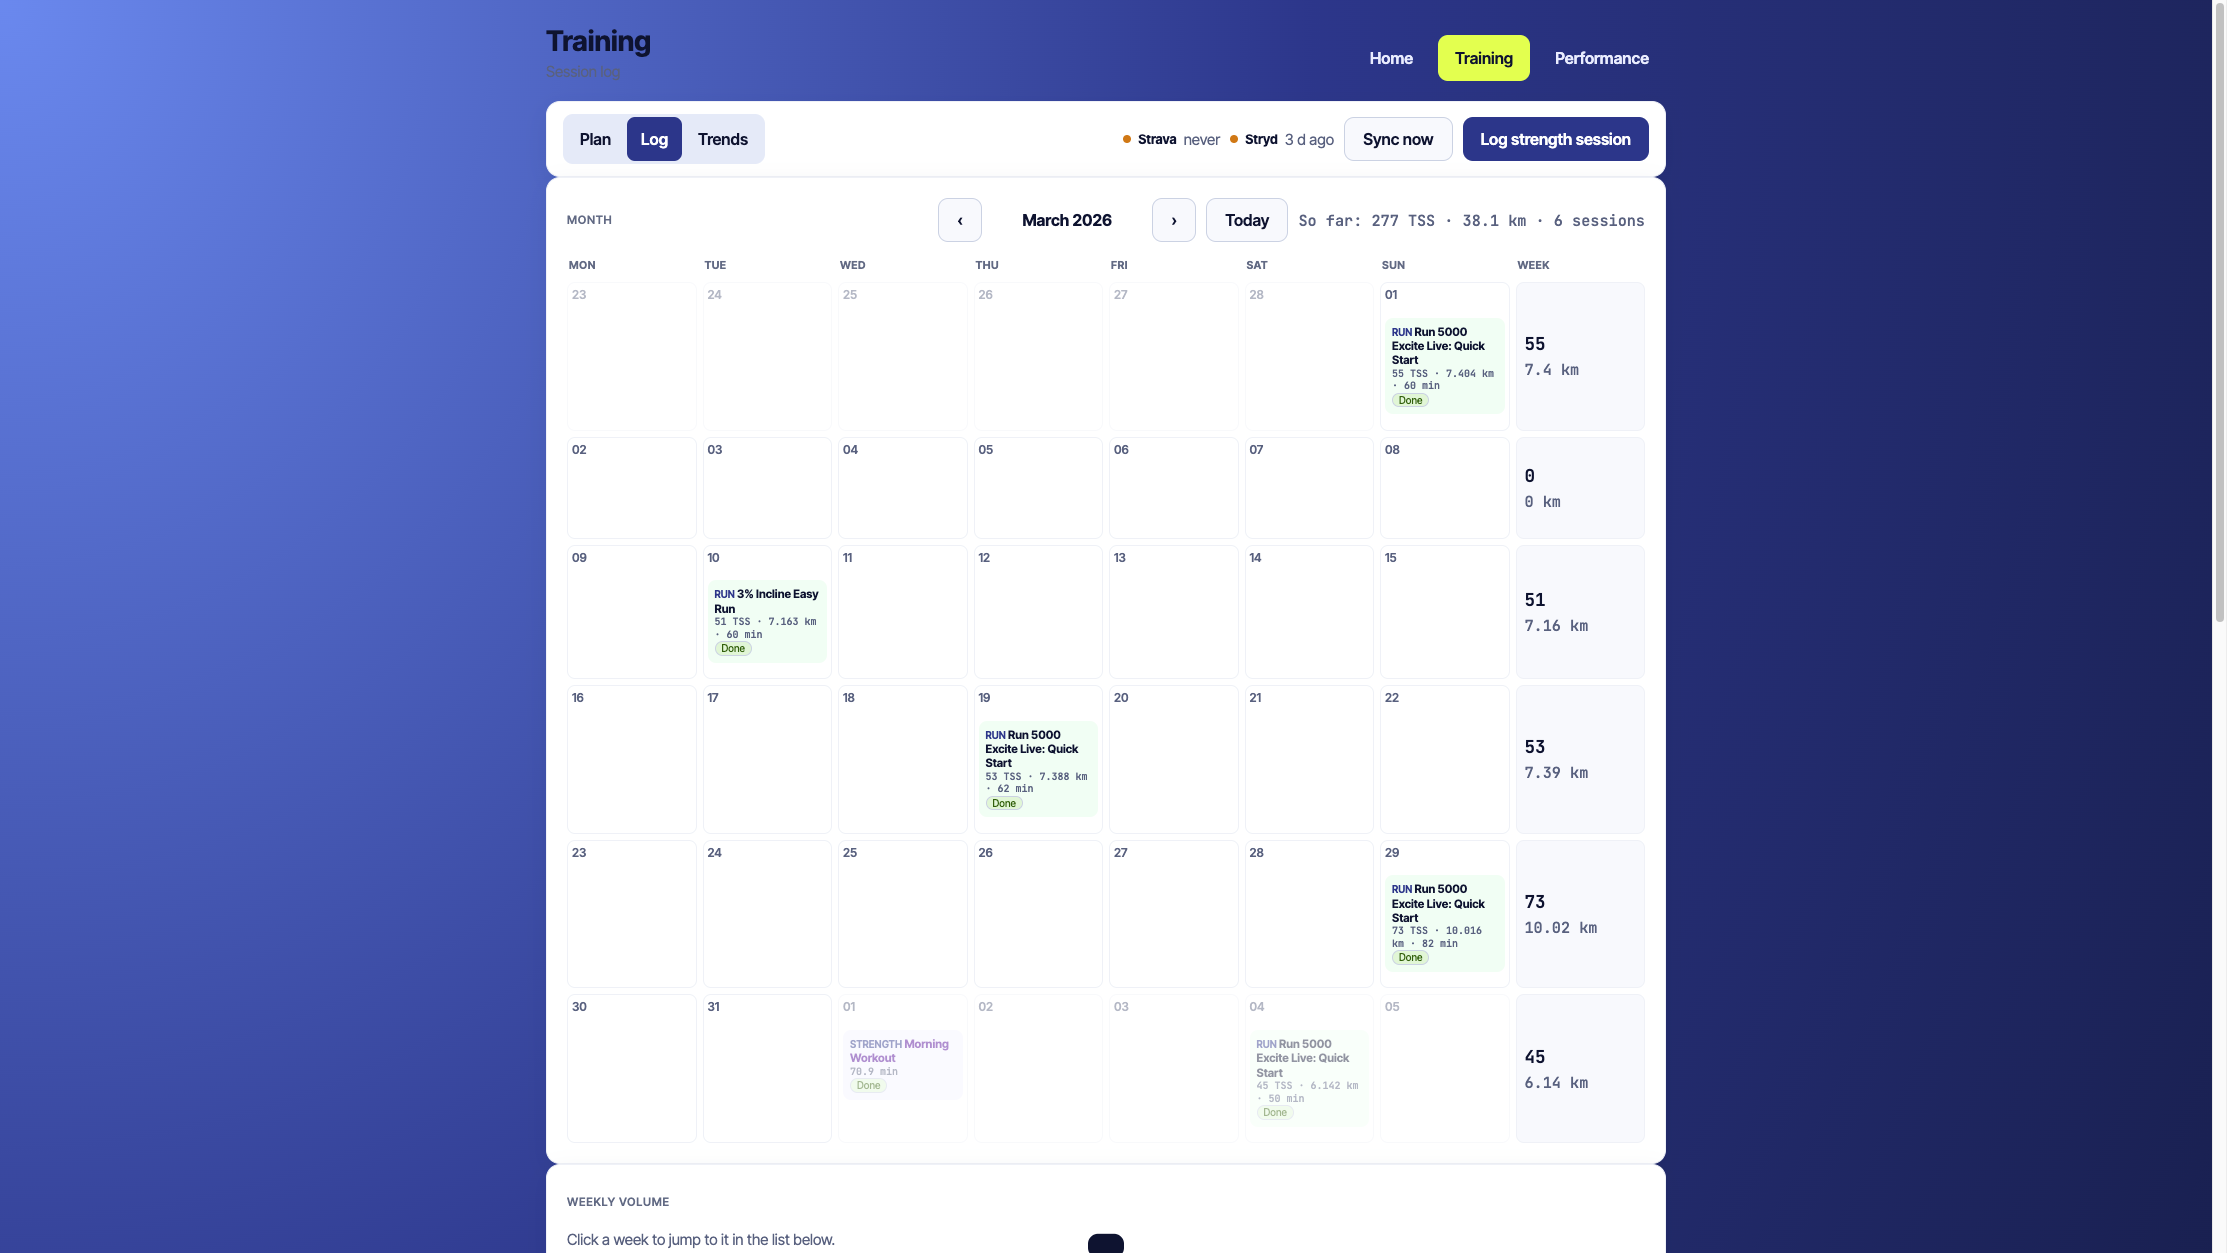 Training
Session log
Home
Training
Performance
Plan
Log
Trends
Strava never
Stryd 3 d ago
Sync now
Log strength session
MONTH
‹
March 2026
›
Today
So far: 277 TSS · 38.1 km · 6 sessions
MON
TUE
WED
THU
FRI
SAT
SUN
WEEK
23
24
25
26
27
28
01
RUN Run 5000
Excite Live: Quick
Start
55 TSS · 7.404 km
· 60 min
Done
55
7.4 km
02
03
04
05
06
07
08
0
0 km
09
10
RUN 3% Incline Easy
Run
51 TSS · 7.163 km
· 60 min
Done
11
12
13
14
15
51
7.16 km
16
17
18
19
RUN Run 5000
Excite Live: Quick
Start
53 TSS · 7.388 km
· 62 min
Done
20
21
22
53
7.39 km
23
24
25
26
27
28
29
RUN Run 5000
Excite Live: Quick
Start
73 TSS · 10.016
km · 82 min
Done
73
10.02 km
30
31
01
STRENGTH Morning
Workout
70.9 min
Done
02
03
04
RUN Run 5000
Excite Live: Quick
Start
45 TSS · 6.142 km
· 50 min
Done
05
45
6.14 km
WEEKLY VOLUME
Click a week to jump to it in the list below.